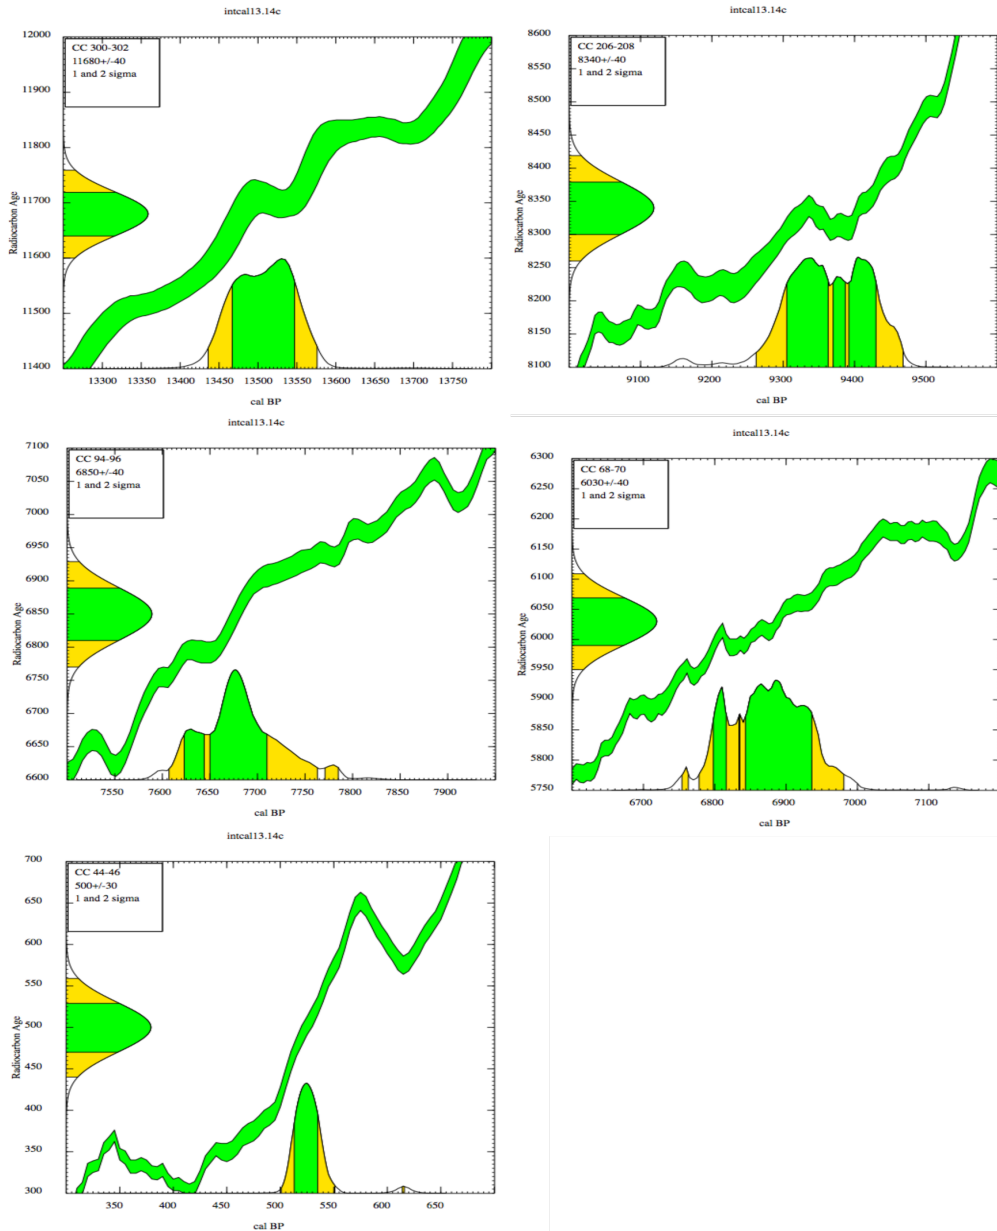 intcal13.14c
CC 300-302
11680+/-40
1 and 2 sigma
12000
11900
11800
11700
11600
11500
11400
Radiocarbon Age
13300 13350 13400 13450 13500 13550 13600 13650 13700 13750
cal BP
intcal13.14c
CC 206-208
8340+/-40
1 and 2 sigma
8600
8550
8500
8450
8400
8350
8300
8250
8200
8150
8100
Radiocarbon Age
9100 9200 9300 9400 9500
cal BP
intcal13.14c
CC 94-96
6850+/-40
1 and 2 sigma
7100
7050
7000
6950
6900
6850
6800
6750
6700
6650
6600
Radiocarbon Age
7550 7600 7650 7700 7750 7800 7850 7900
cal BP
intcal13.14c
CC 68-70
6030+/-40
1 and 2 sigma
6300
6250
6200
6150
6100
6050
6000
5950
5900
5850
5800
5750
Radiocarbon Age
6700 6800 6900 7000 7100
cal BP
intcal13.14c
CC 44-46
500+/-30
1 and 2 sigma
700
650
600
550
500
450
400
350
300
Radiocarbon Age
350 400 450 500 550 600 650
cal BP